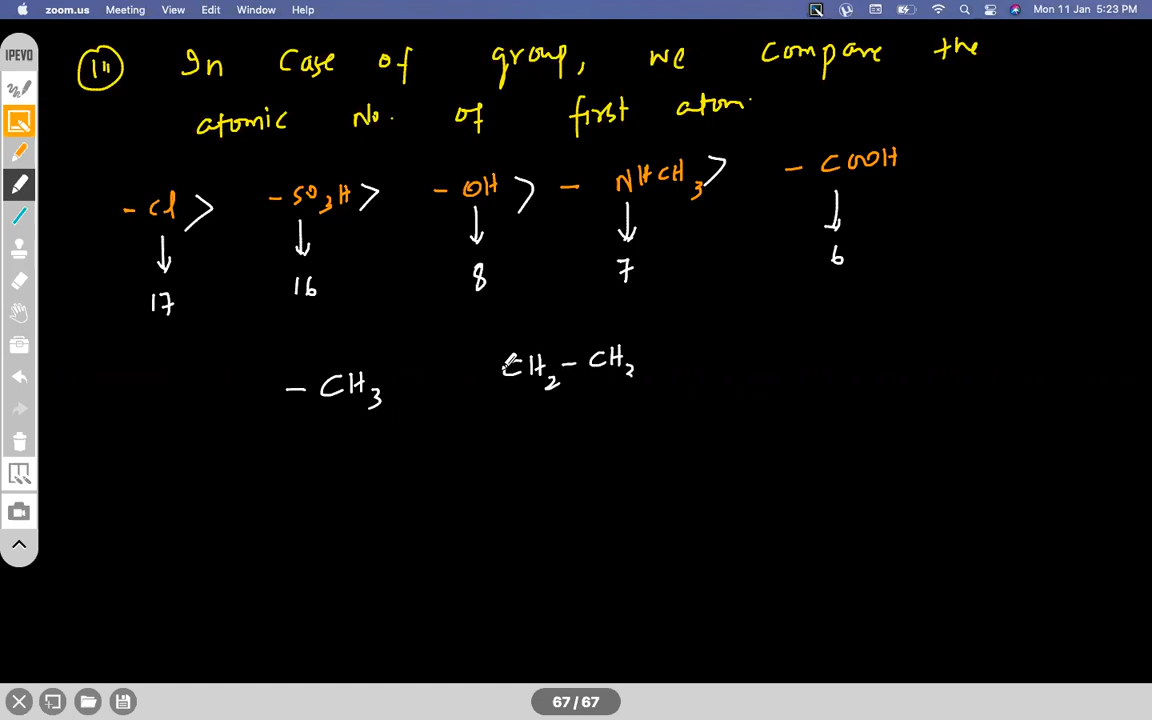 zoom.us Meeting View Edit Window Help Mon 11 Jan 5:23 PM
IPEVO
(iii) In Case of group, we compare the
atomic No. of first atom.
- Cl > - SO3H > - OH > - NHCH3 > - COOH
17 16 8 7 6
- CH3 CH2 - CH2
67 / 67